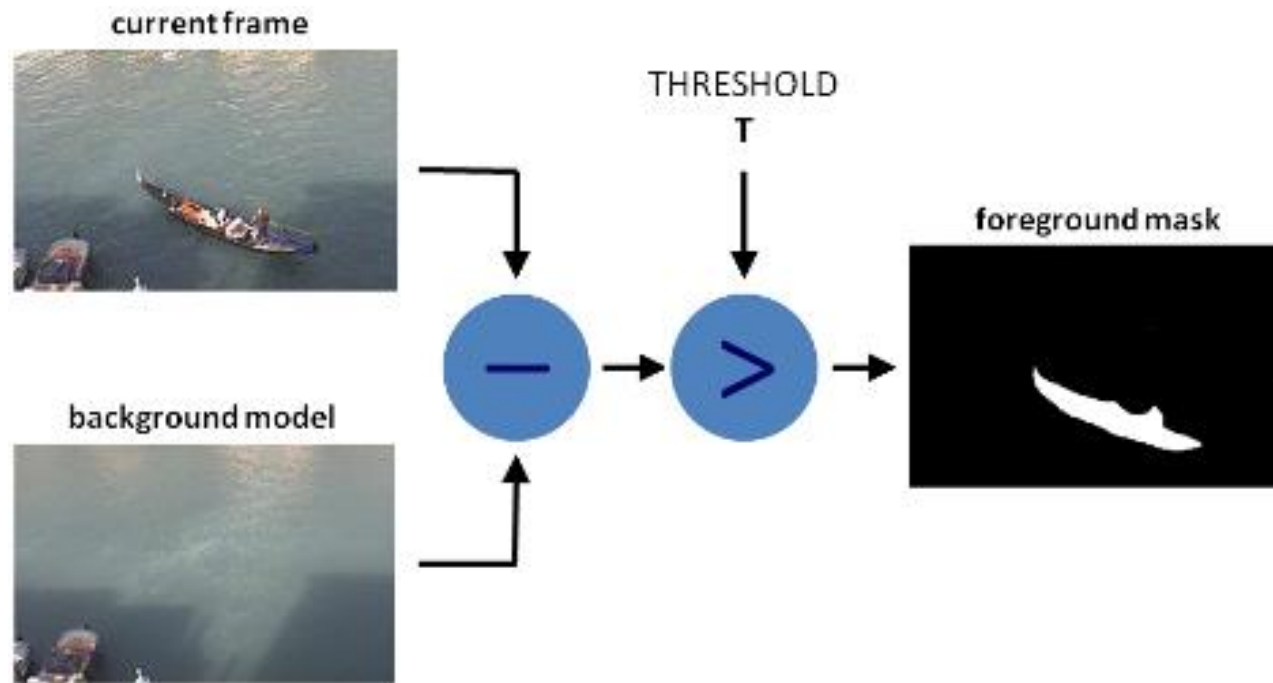 current frame
THRESHOLD
T
foreground mask
−
>
background model